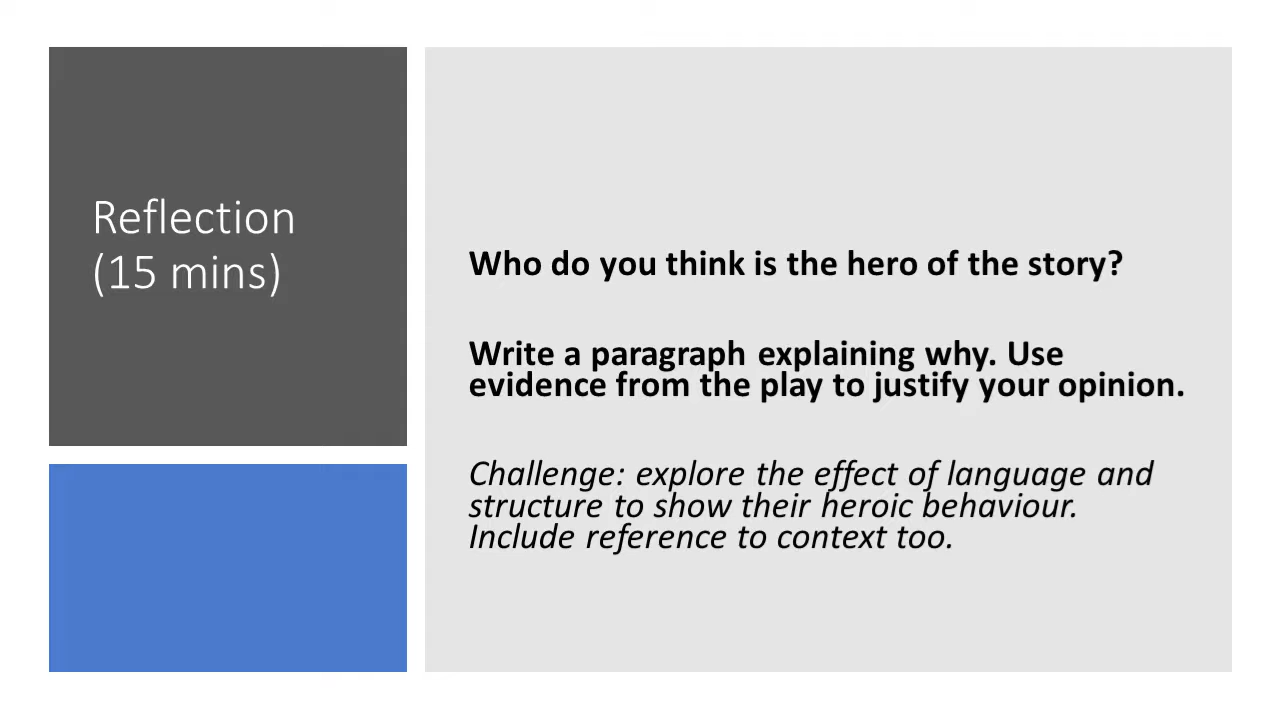 Reflection
(15 mins)
Who do you think is the hero of the story?
Write a paragraph explaining why. Use
evidence from the play to justify your opinion.
Challenge: explore the effect of language and
structure to show their heroic behaviour.
Include reference to context too.